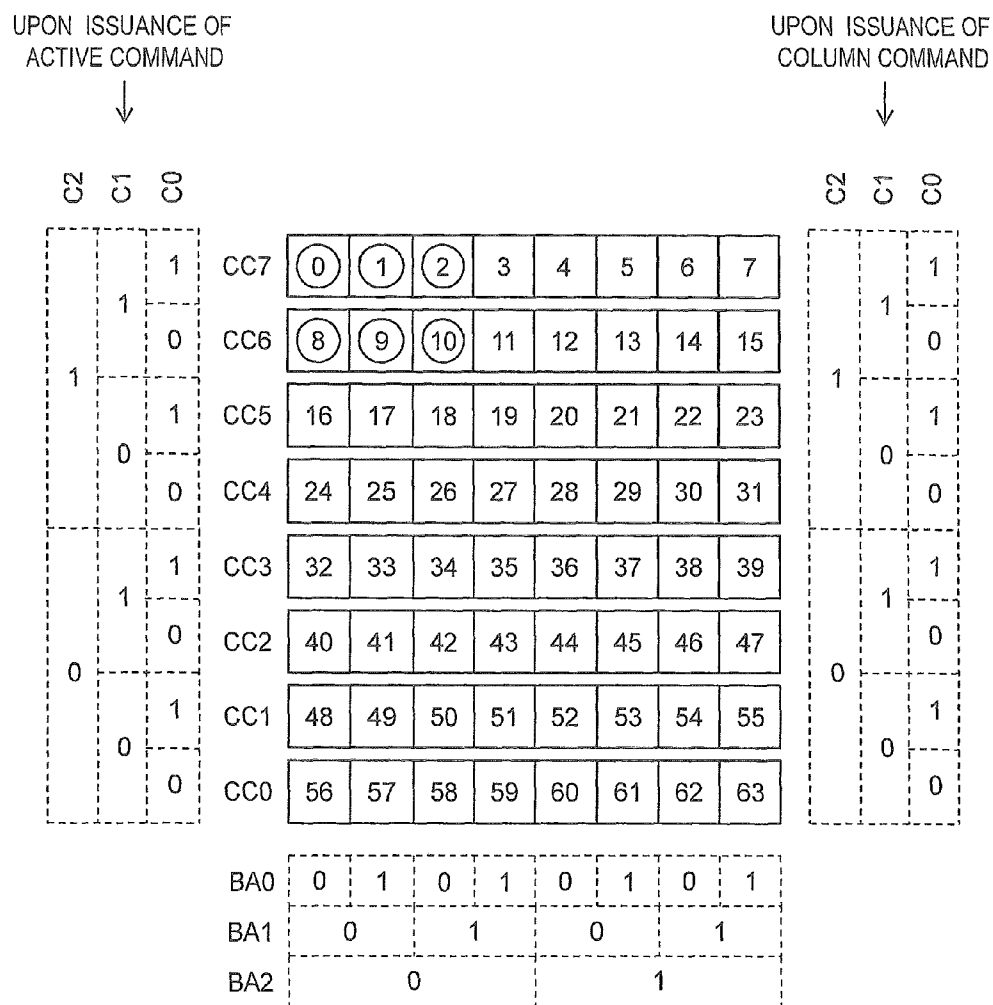 UPON ISSUANCE OF
ACTIVE COMMAND
UPON ISSUANCE OF
COLUMN COMMAND
C2 C1 C0
C2 C1 C0
1 CC7 0 1 2 3 4 5 6 7 1
1 1
0 CC6 8 9 10 11 12 13 14 15 0
1 1
1 CC5 16 17 18 19 20 21 22 23 1
0 0
0 CC4 24 25 26 27 28 29 30 31 0
1 CC3 32 33 34 35 36 37 38 39 1
1 1
0 CC2 40 41 42 43 44 45 46 47 0
0 0
1 CC1 48 49 50 51 52 53 54 55 1
0 0
0 CC0 56 57 58 59 60 61 62 63 0
BA0 0 1 0 1 0 1 0 1
BA1 0 1 0 1
BA2 0 1